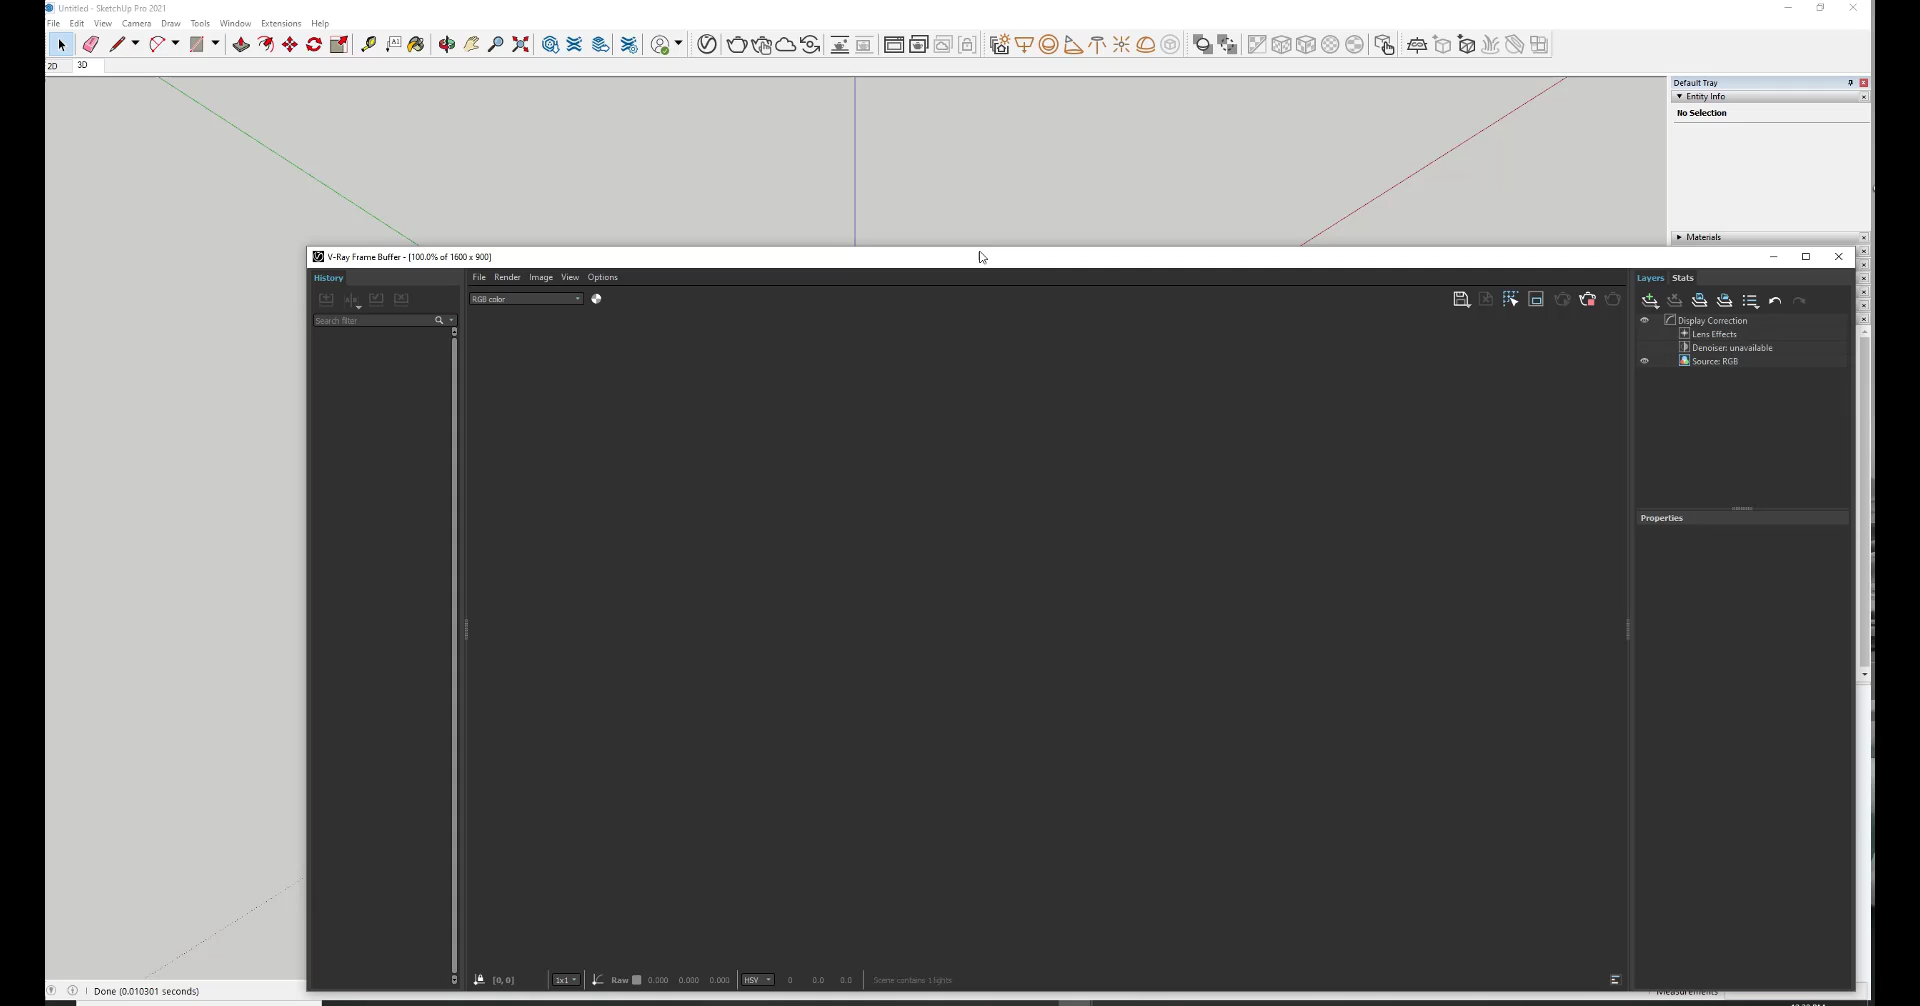 Untitled - SketchUp Pro 2021
File Edit View Camera Draw Tools Window Extensions Help
A1
2D 3D
Default Tray
Entity Info
No Selection
Materials
V-Ray Frame Buffer - [100.0% of 1600 x 900]
History
File Render Image View Options
Layers Stats
RGB color
Search filter
Display Correction
Lens Effects
Denoiser: unavailable
Source: RGB
Properties
[0, 0] 1x1 Raw 0.000 0.000 0.000 HSV 0 0.0 0.0 Scene contains 1 lights
Done (0.010301 seconds)
Measurements